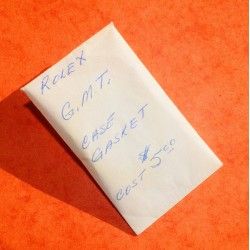 ROLEX
G.M.T.
CASE
GASKET
COST $5.00